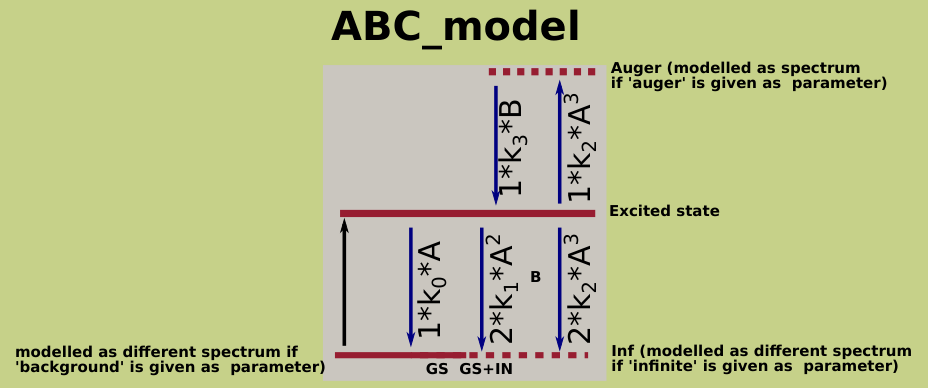 ABC_model
Auger (modelled as spectrum
if 'auger' is given as  parameter)
1*k₃*B
1*k₂*A³
Excited state
1*k₀*A
2*k₁*A²
B
2*k₂*A³
modelled as different spectrum if
'background' is given as  parameter)
Inf (modelled as different spectrum
if 'infinite' is given as  parameter)
GS  GS+IN